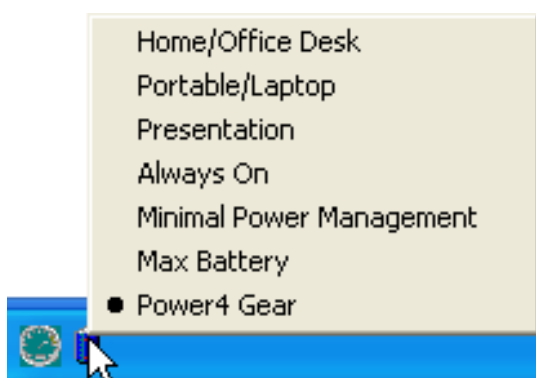 Home/Office Desk
Portable/Laptop
Presentation
Always On
Minimal Power Management
Max Battery
Power4 Gear